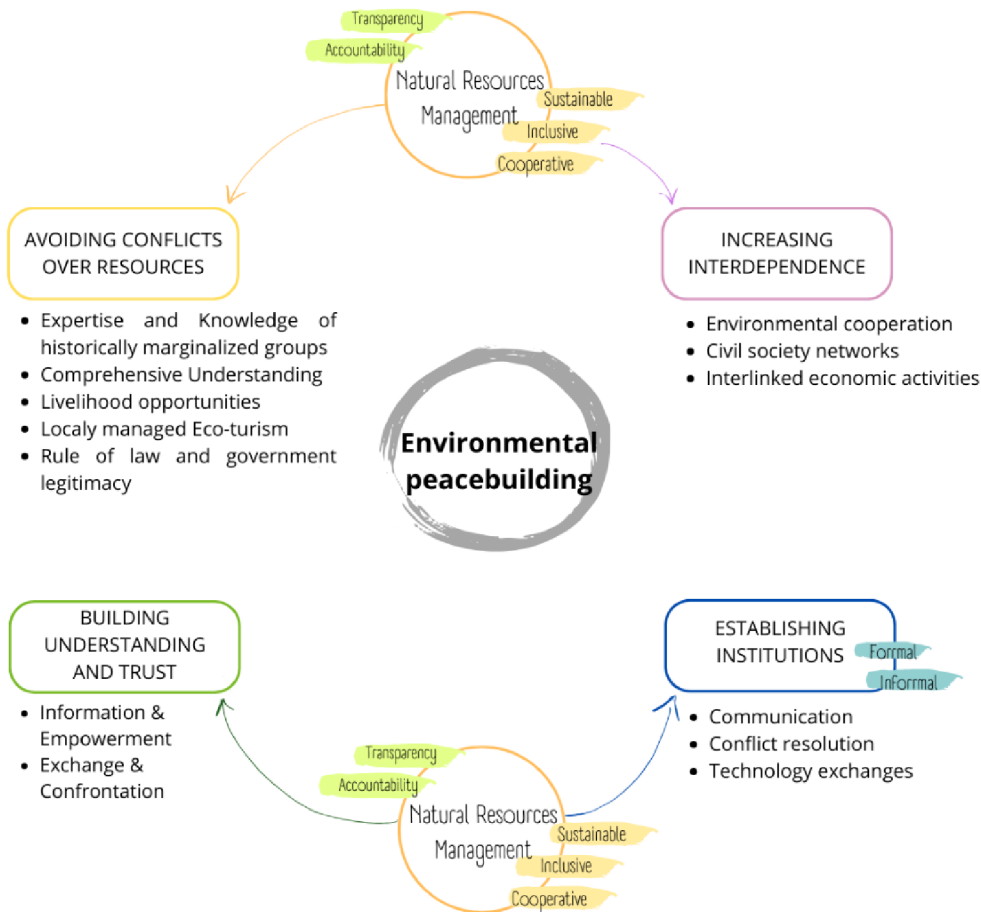 Transparency
Accountability
Natural Resources
Management
Sustainable
Inclusive
Cooperative
AVOIDING CONFLICTS
OVER RESOURCES
• Expertise and Knowledge of
historically marginalized groups
• Comprehensive Understanding
• Livelihood opportunities
• Localy managed Eco-turism
• Rule of law and government
legitimacy
INCREASING
INTERDEPENDENCE
• Environmental cooperation
• Civil society networks
• Interlinked economic activities
Environmental
peacebuilding
BUILDING
UNDERSTANDING
AND TRUST
• Information &
Empowerment
• Exchange &
Confrontation
ESTABLISHING
INSTITUTIONS
Forrmal
Inforrmal
• Communication
• Conflict resolution
• Technology exchanges
Transparency
Accountability
Natural Resources
Management
Sustainable
Inclusive
Cooperative